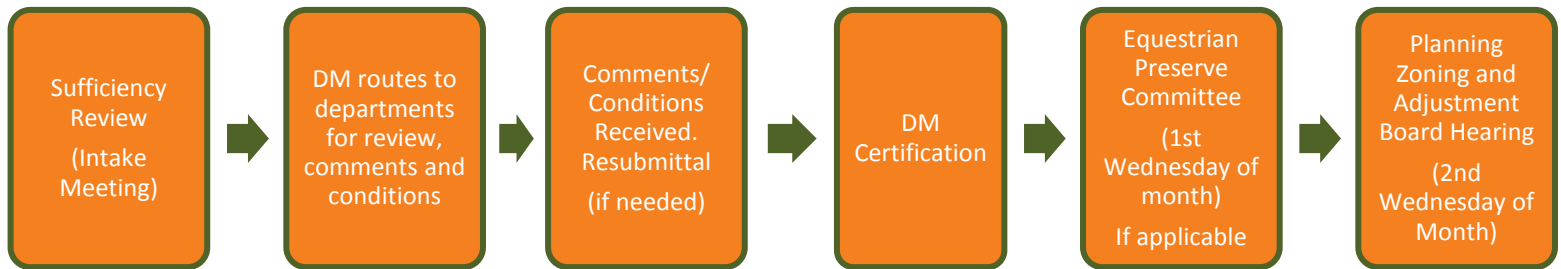 Sufficiency
Review
(Intake
Meeting)
DM routes to
departments
for review,
comments and
conditions
Comments/
Conditions
Received.
Resubmittal
(if needed)
DM
Certification
Equestrian
Preserve
Committee
(1st
Wednesday of
month)
If applicable
Planning
Zoning and
Adjustment
Board Hearing
(2nd
Wednesday of
Month)